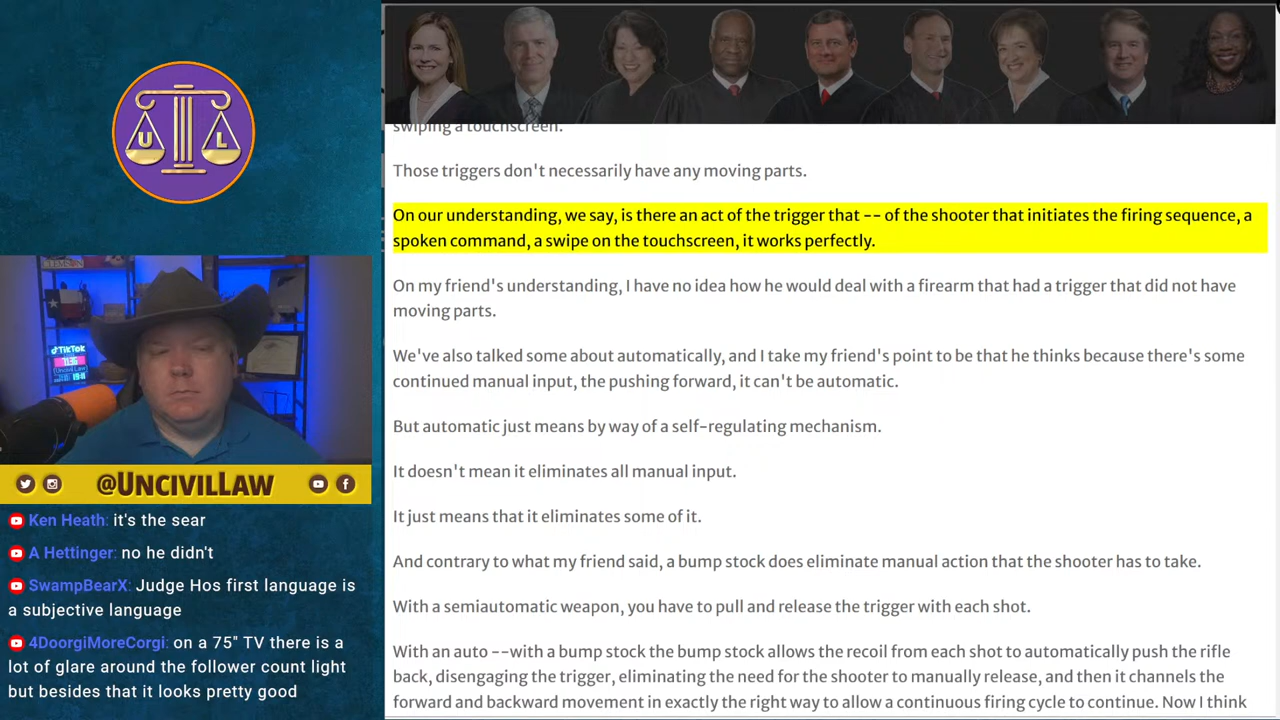 U L
swiping a touchscreen.
Those triggers don't necessarily have any moving parts.
On our understanding, we say, is there an act of the trigger that -- of the shooter that initiates the firing sequence, a
spoken command, a swipe on the touchscreen, it works perfectly.
On my friend's understanding, I have no idea how he would deal with a firearm that had a trigger that did not have
moving parts.
We've also talked some about automatically, and I take my friend's point to be that he thinks because there's some
continued manual input, the pushing forward, it can't be automatic.
But automatic just means by way of a self-regulating mechanism.
It doesn't mean it eliminates all manual input.
It just means that it eliminates some of it.
And contrary to what my friend said, a bump stock does eliminate manual action that the shooter has to take.
With a semiautomatic weapon, you have to pull and release the trigger with each shot.
With an auto --with a bump stock the bump stock allows the recoil from each shot to automatically push the rifle
back, disengaging the trigger, eliminating the need for the shooter to manually release, and then it channels the
forward and backward movement in exactly the right way to allow a continuous firing cycle to continue. Now I think
TikTok
@UNCIVILLAW
Ken Heath: it's the sear
A Hettinger: no he didn't
SwampBearX: Judge Hos first language is
a subjective language
4DoorgiMoreCorgi: on a 75" TV there is a
lot of glare around the follower count light
but besides that it looks pretty good